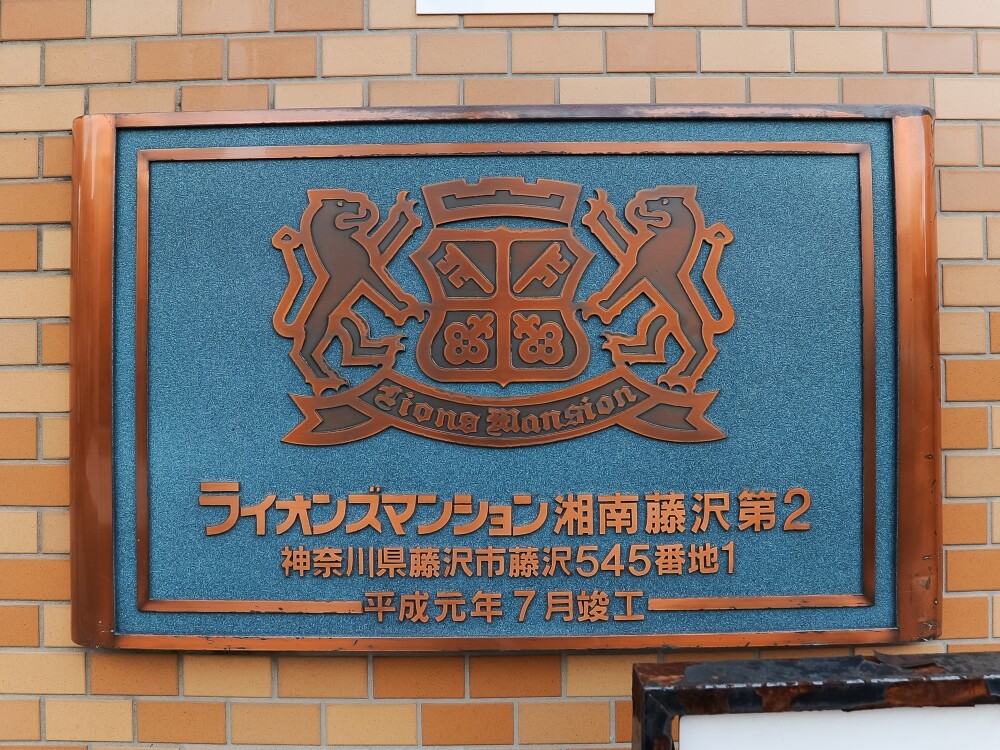 Lions Mansion
ライオンズマンション湘南藤沢第2
神奈川県藤沢市藤沢545番地1
平成元年7月竣工